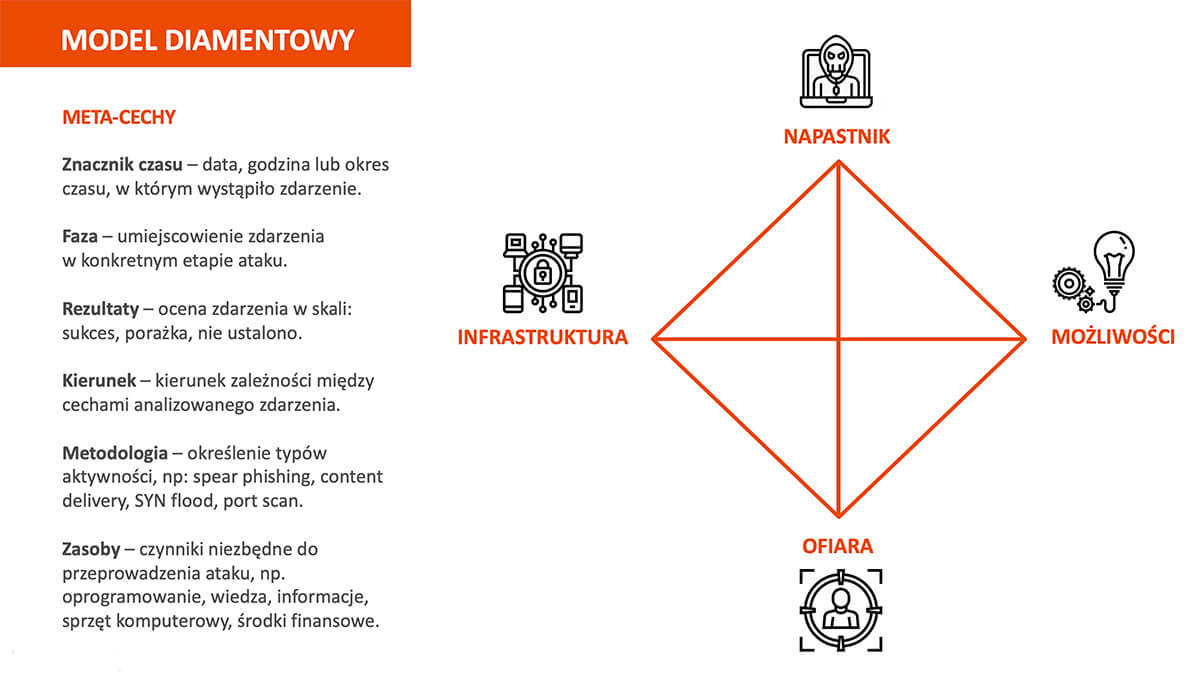 MODEL DIAMENTOWY
META-CECHY
Znacznik czasu – data, godzina lub okres
czasu, w którym wystąpiło zdarzenie.
Faza – umiejscowienie zdarzenia
w konkretnym etapie ataku.
Rezultaty – ocena zdarzenia w skali:
sukces, porażka, nie ustalono.
Kierunek – kierunek zależności między
cechami analizowanego zdarzenia.
Metodologia – określenie typów
aktywności, np: spear phishing, content
delivery, SYN flood, port scan.
Zasoby – czynniki niezbędne do
przeprowadzenia ataku, np.
oprogramowanie, wiedza, informacje,
sprzęt komputerowy, środki finansowe.
NAPASTNIK
INFRASTRUKTURA
MOŻLIWOŚCI
OFIARA